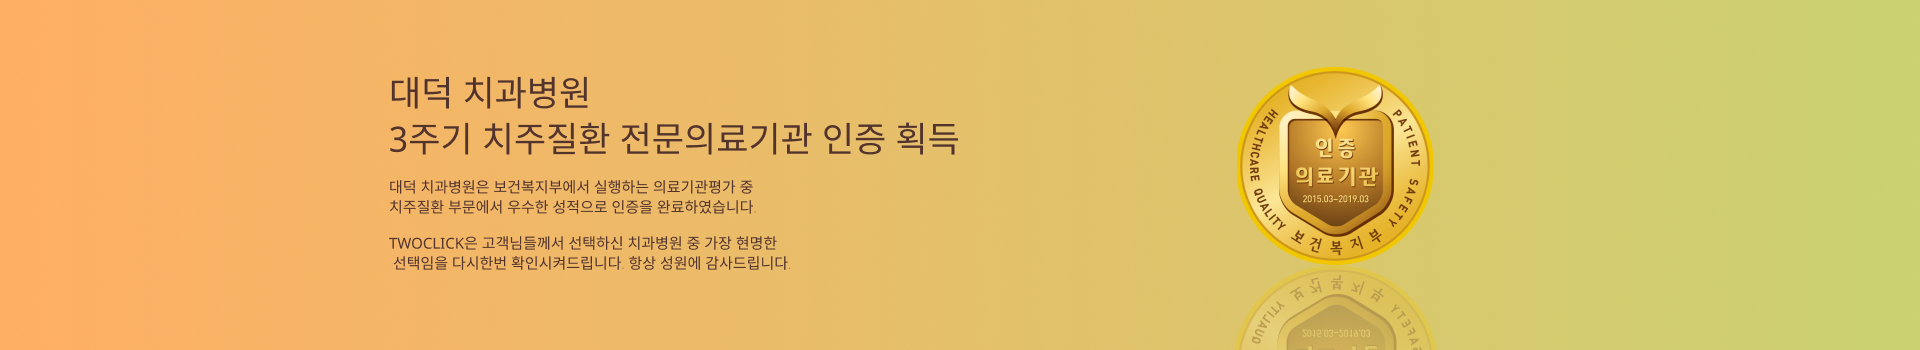 대덕 치과병원
3주기 치주질환 전문의료기관 인증 획득
대덕 치과병원은 보건복지부에서 실행하는 의료기관평가 중
치주질환 부문에서 우수한 성적으로 인증을 완료하였습니다.
TWOCLICK은 고객님들께서 선택하신 치과병원 중 가장 현명한
선택임을 다시한번 확인시켜드립니다. 항상 성원에 감사드립니다.
HEALTHCARE QUALITY
PATIENT SAFETY
인증
의료기관
2015.03~2019.03
보건복지부